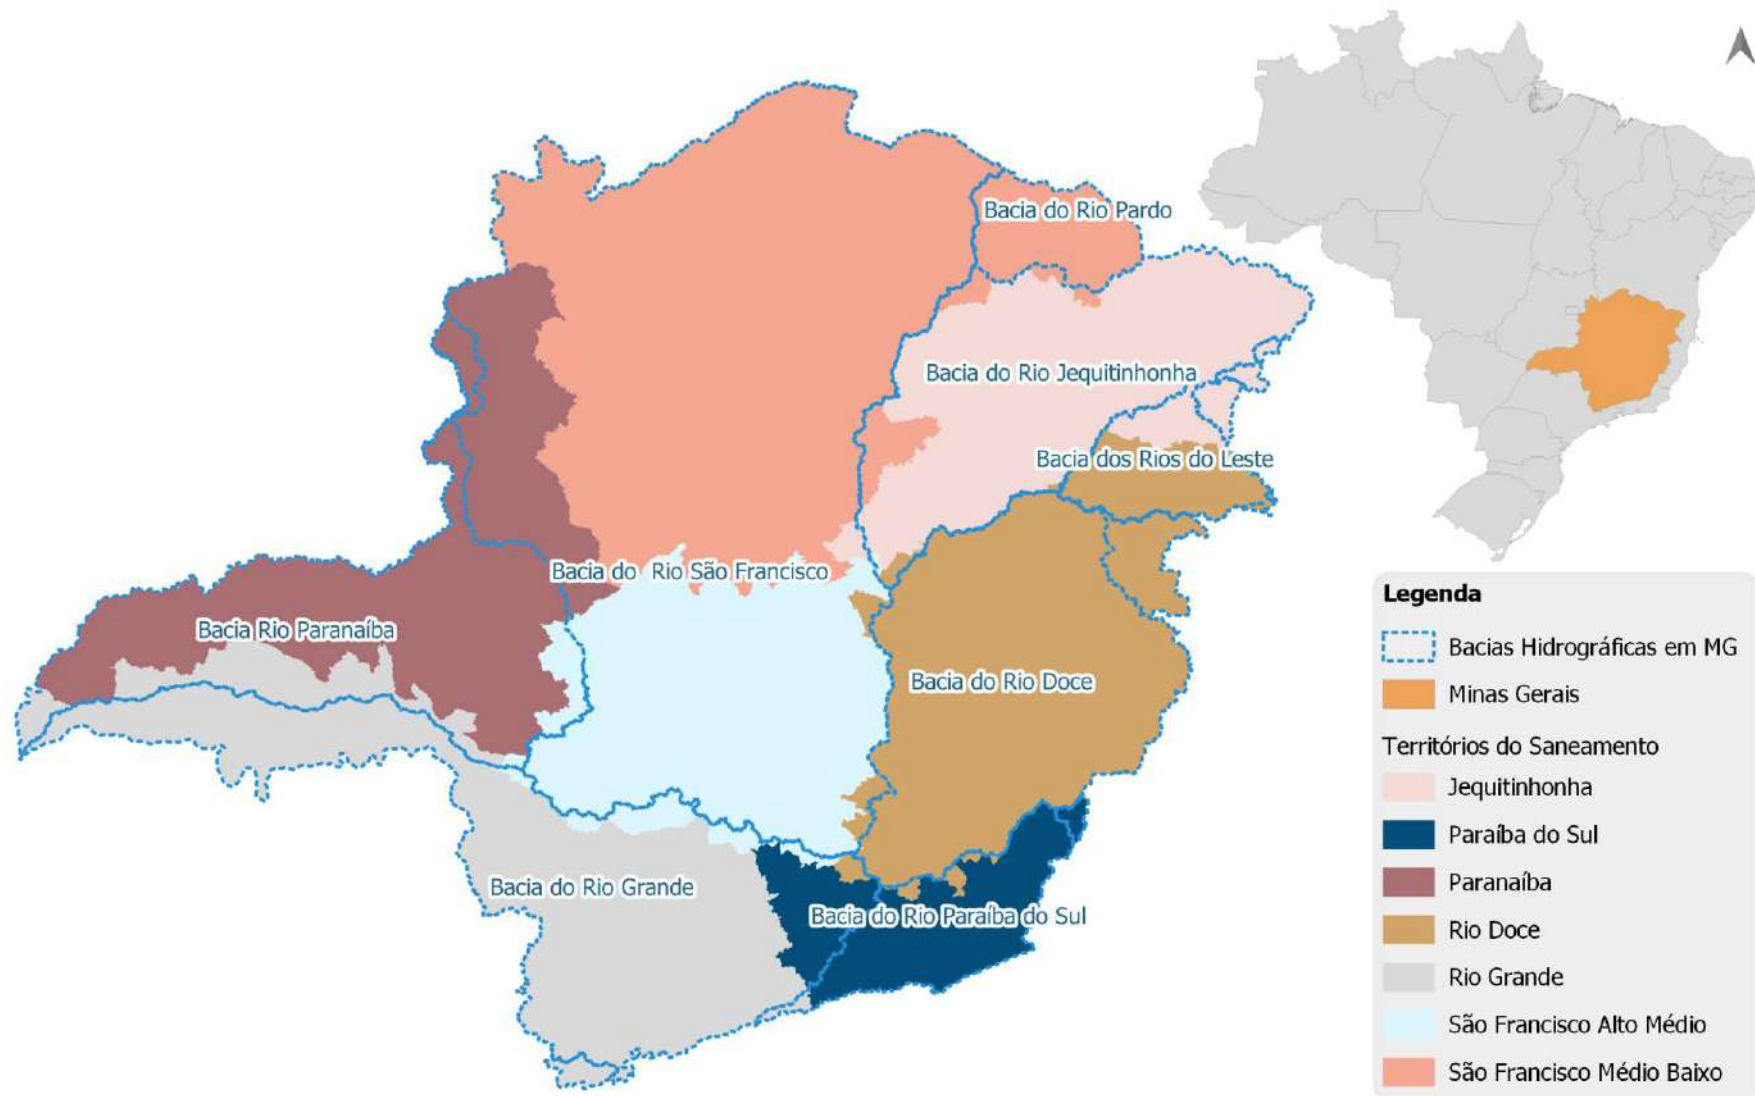 Bacia do Rio Pardo
Bacia do Rio Jequitinhonha
Bacia dos Rios do Leste
Bacia do Rio São Francisco
Bacia Rio Paranaíba
Bacia do Rio Doce
Bacia do Rio Grande
Bacia do Rio Paraíba do Sul
Legenda
Bacias Hidrográficas em MG
Minas Gerais
Territórios do Saneamento
Jequitinhonha
Paraíba do Sul
Paranaíba
Rio Doce
Rio Grande
São Francisco Alto Médio
São Francisco Médio Baixo